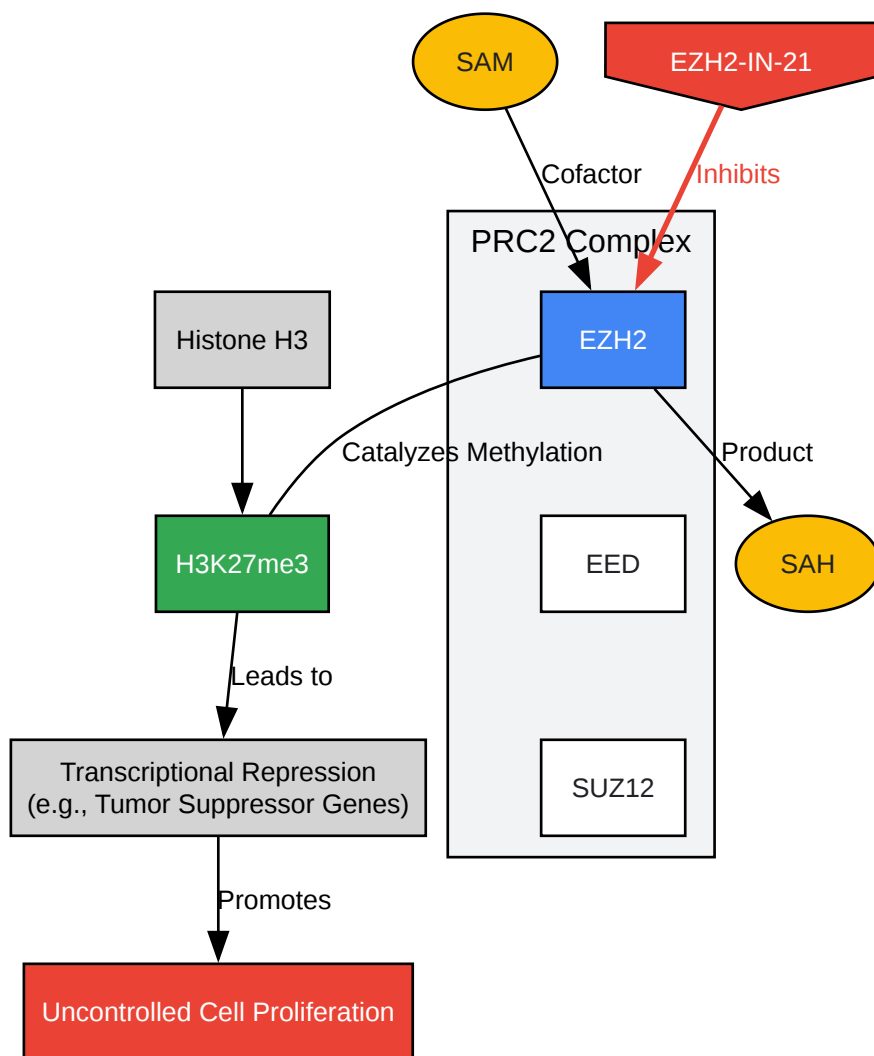 SAM
EZH2-IN-21
Cofactor
Inhibits
PRC2 Complex
Histone H3
EZH2
Catalyzes Methylation
Product
H3K27me3
EED
SAH
Leads to
Transcriptional Repression
(e.g., Tumor Suppressor Genes)
SUZ12
Promotes
Uncontrolled Cell Proliferation